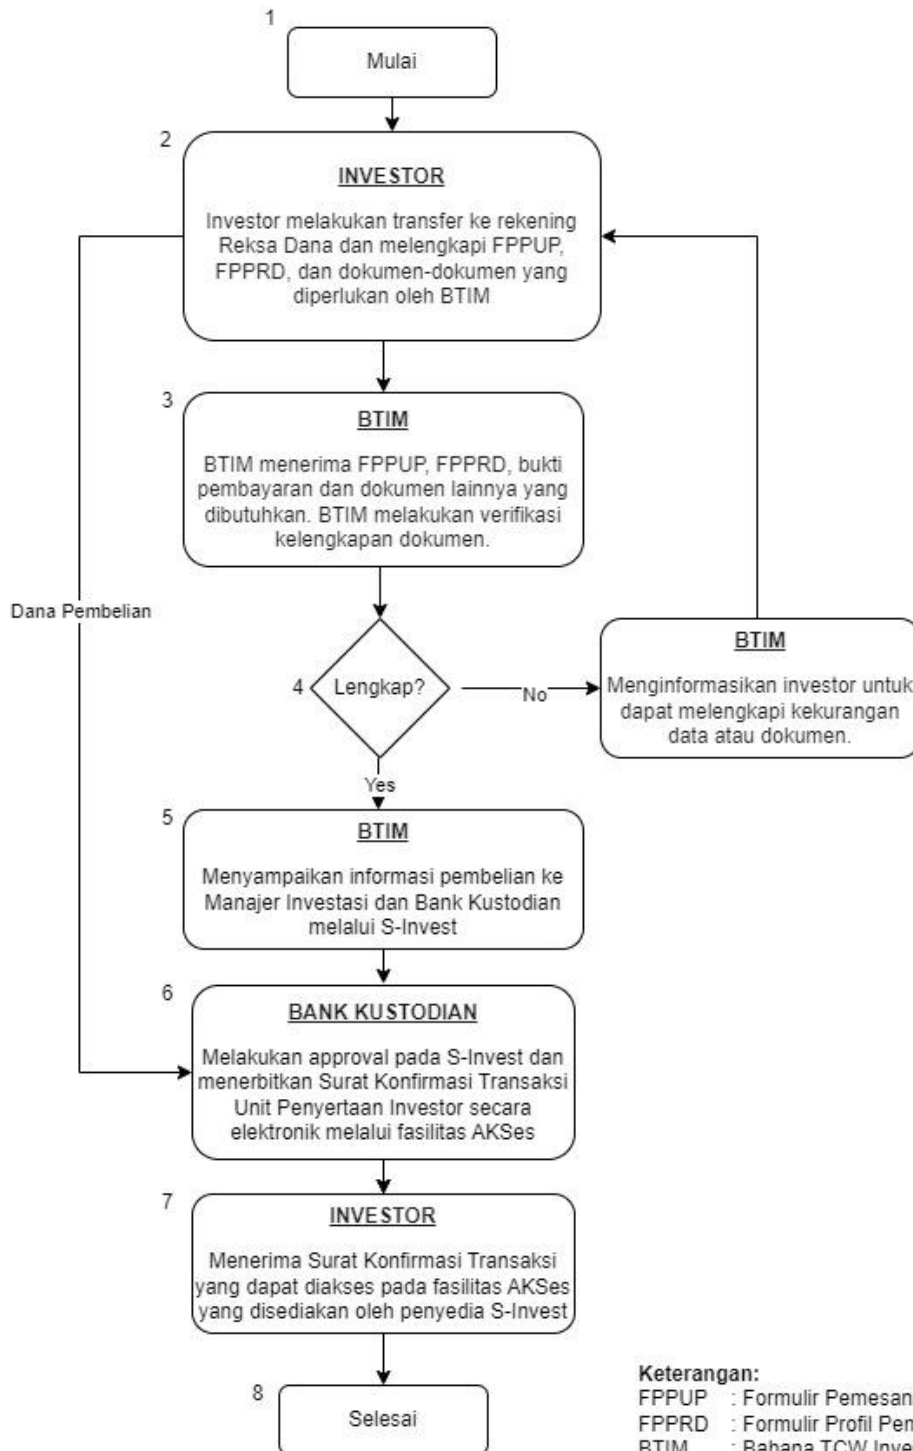 1
Mulai
2
INVESTOR
Investor melakukan transfer ke rekening
Reksa Dana dan melengkapi FPPUP,
FPPRD, dan dokumen-dokumen yang
diperlukan oleh BTIM
3
BTIM
BTIM menerima FPPUP, FPPRD, bukti
pembayaran dan dokumen lainnya yang
dibutuhkan. BTIM melakukan verifikasi
kelengkapan dokumen.
Dana Pembelian
4
Lengkap?
No
BTIM
Menginformasikan investor untuk
dapat melengkapi kekurangan
data atau dokumen.
Yes
5
BTIM
Menyampaikan informasi pembelian ke
Manajer Investasi dan Bank Kustodian
melalui S-Invest
6
BANK KUSTODIAN
Melakukan approval pada S-Invest dan
menerbitkan Surat Konfirmasi Transaksi
Unit Penyertaan Investor secara
elektronik melalui fasilitas AKSes
7
INVESTOR
Menerima Surat Konfirmasi Transaksi
yang dapat diakses pada fasilitas AKSes
yang disediakan oleh penyedia S-Invest
8
Selesai
Keterangan:
FPPUP : Formulir
FPPRD : Formulir Profil
BTIM : Bahana TCW